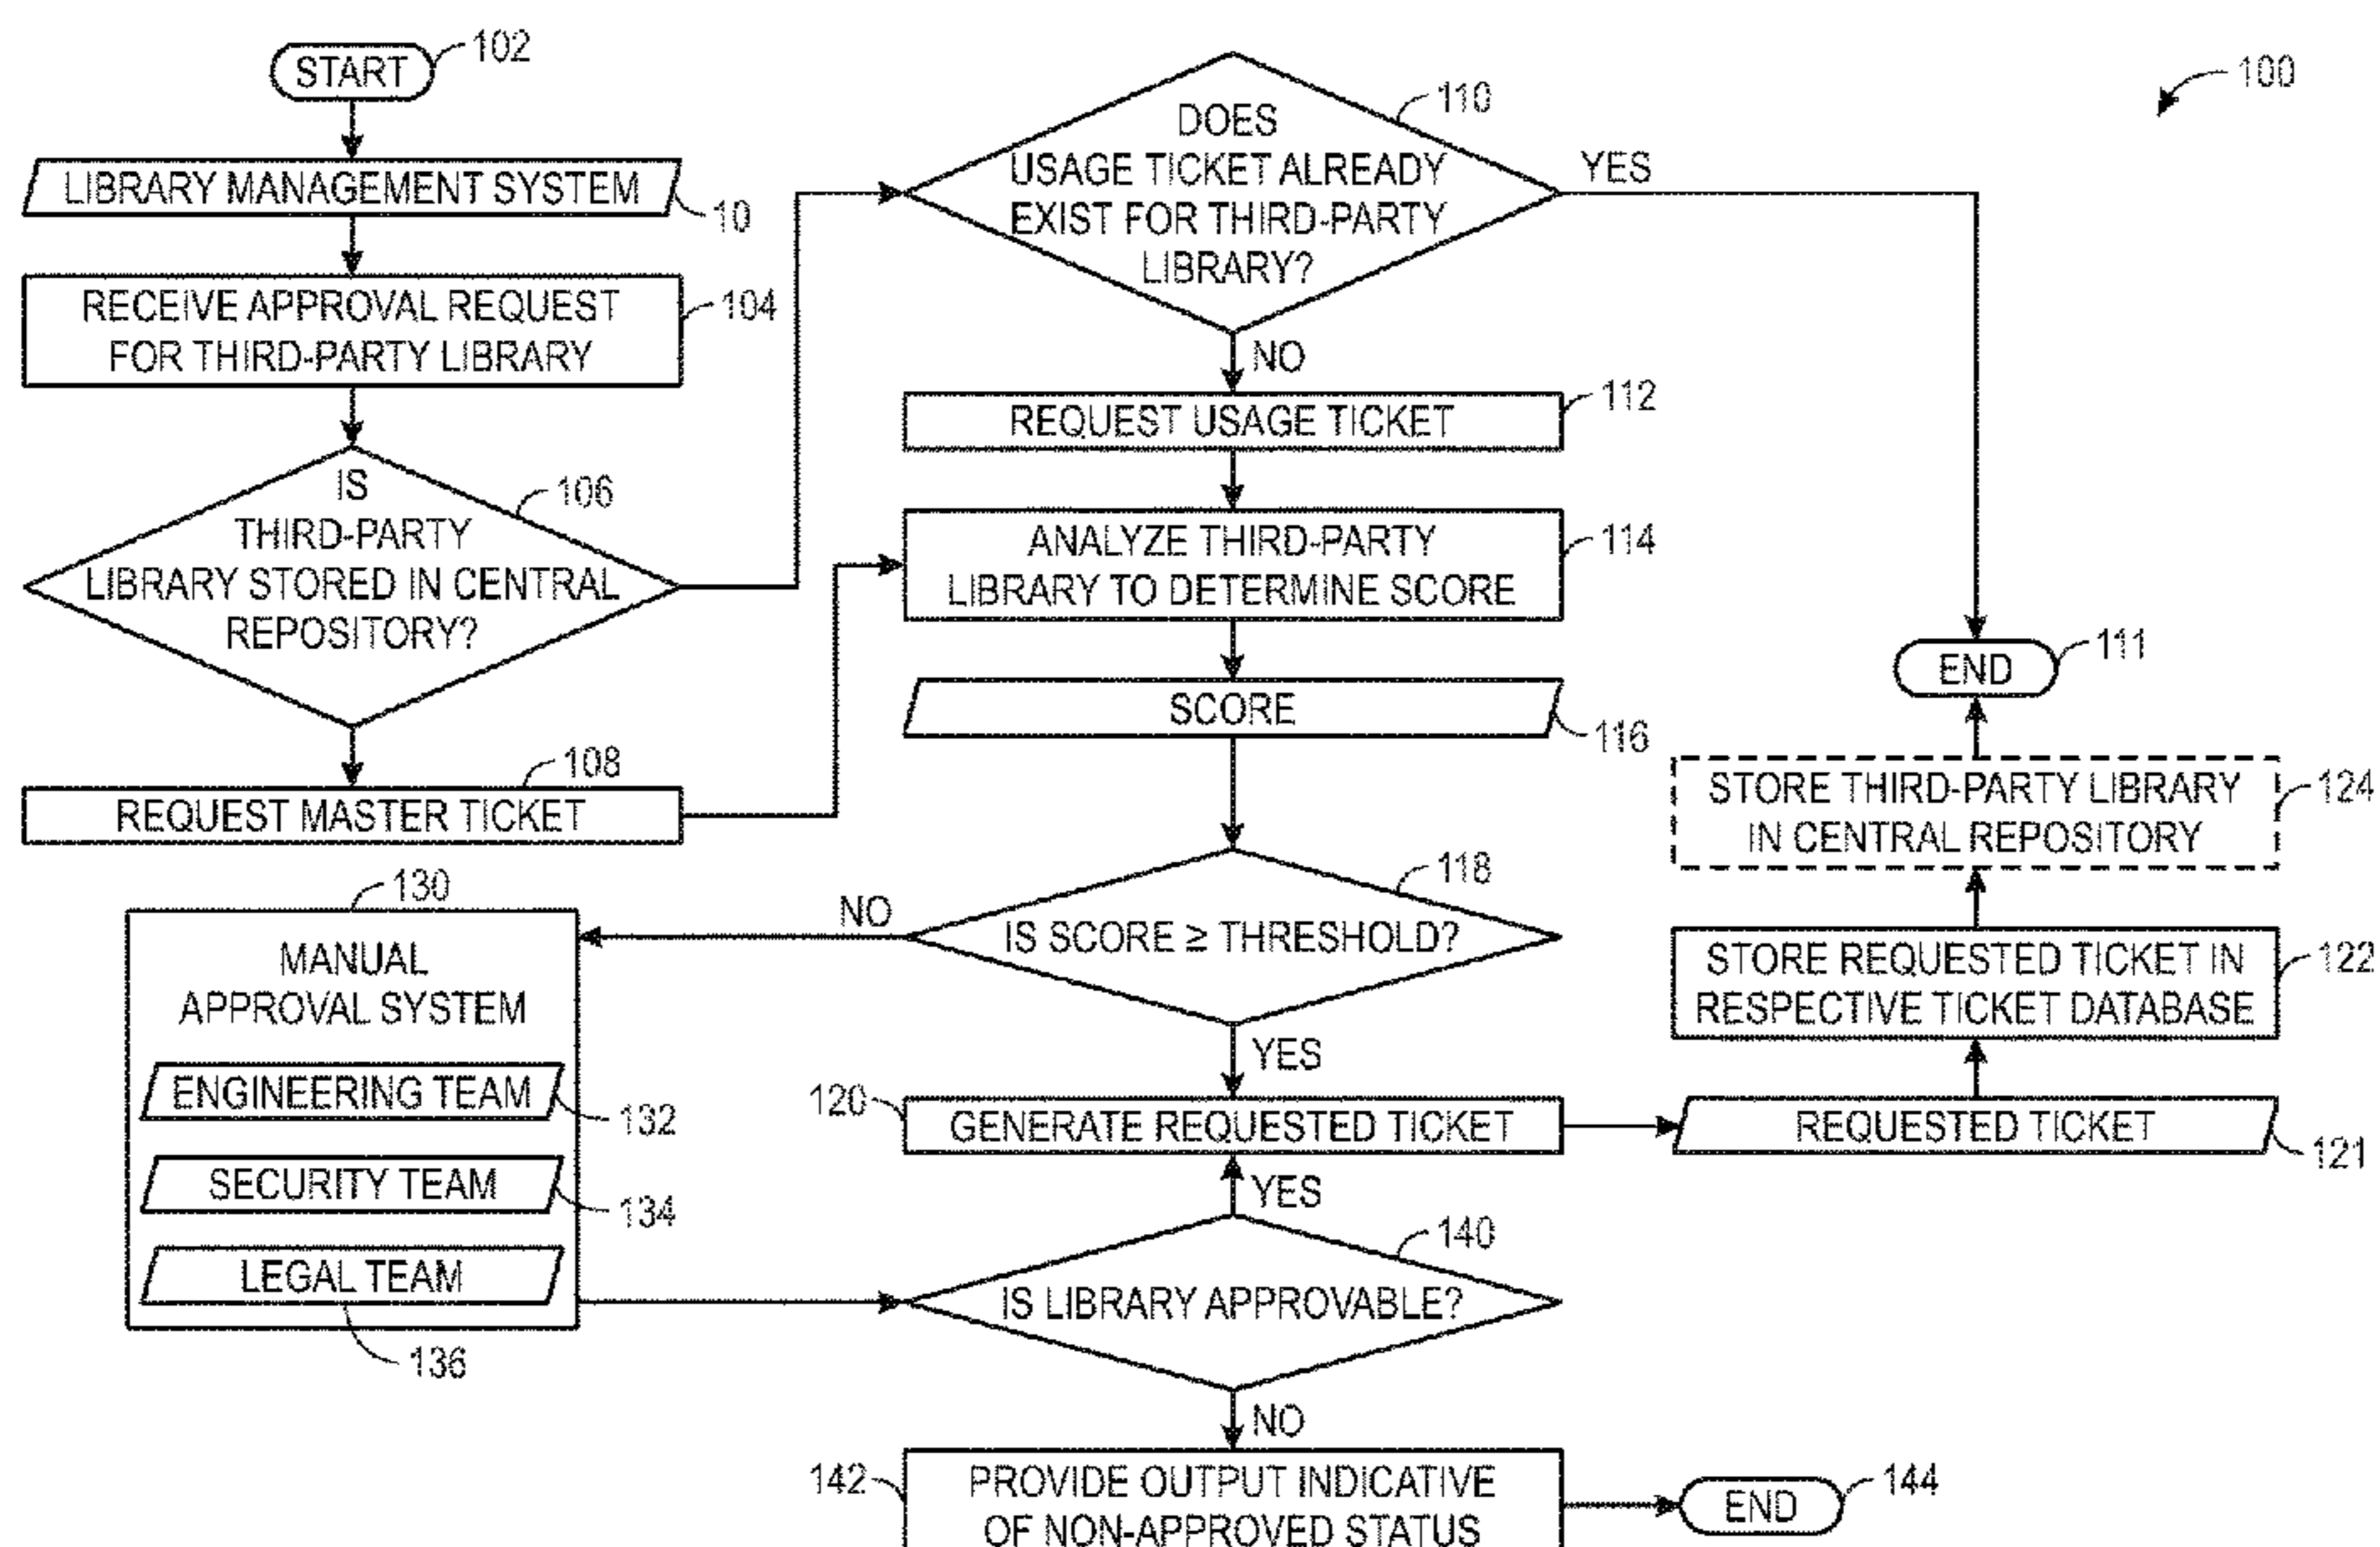 START
102
LIBRARY MANAGEMENT SYSTEM
10
RECEIVE APPROVAL REQUEST
FOR THIRD-PARTY LIBRARY
104
IS
THIRD-PARTY
LIBRARY STORED IN CENTRAL
REPOSITORY?
106
REQUEST MASTER TICKET
108
DOES
USAGE TICKET ALREADY
EXIST FOR THIRD-PARTY
LIBRARY?
110
YES
100
NO
REQUEST USAGE TICKET
112
ANALYZE THIRD-PARTY
LIBRARY TO DETERMINE SCORE
114
SCORE
116
IS SCORE ≥ THRESHOLD?
118
NO
YES
130
MANUAL
APPROVAL SYSTEM
ENGINEERING TEAM
132
SECURITY TEAM
134
LEGAL TEAM
136
120
GENERATE REQUESTED TICKET
YES
IS LIBRARY APPROVABLE?
140
NO
142
PROVIDE OUTPUT INDICATIVE
OF NON-APPROVED STATUS
END
144
END
111
STORE THIRD-PARTY LIBRARY
IN CENTRAL REPOSITORY
124
STORE REQUESTED TICKET IN
RESPECTIVE TICKET DATABASE
122
REQUESTED TICKET
121